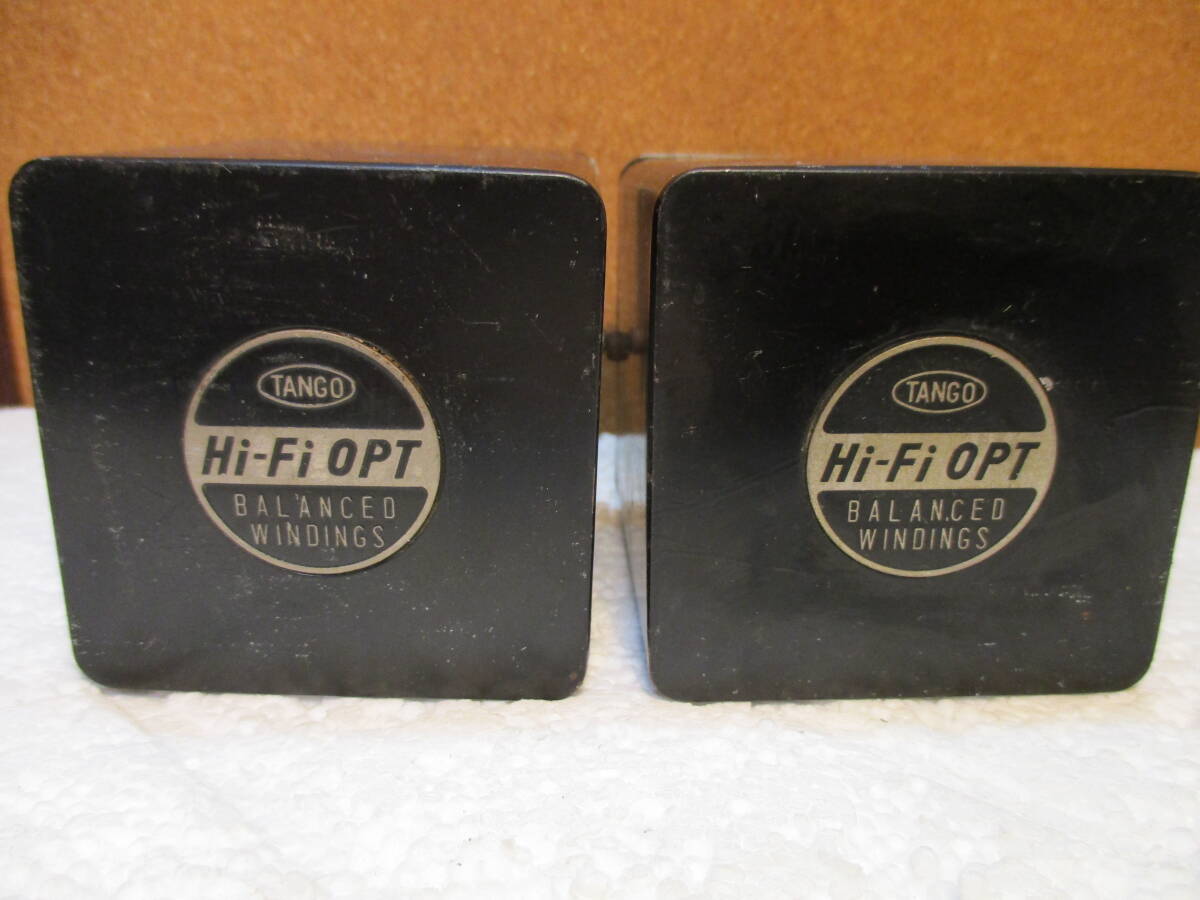 TANGO
Hi-Fi OPT
BALANCED
WINDINGS
TANGO
Hi-Fi OPT
BALANCED
WINDINGS